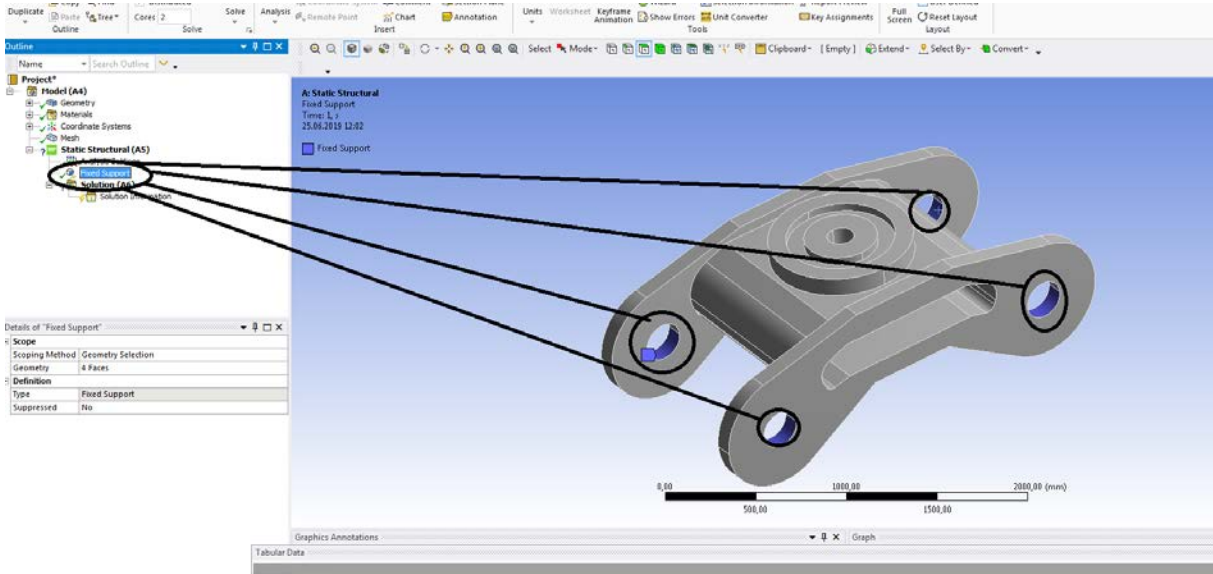 Duplicate
Paste Tree
Cores 2
Solve
Analysis
Remote Point
Chart
Annotation
Units Worksheet Keyframe Animation
Show Errors Unit Converter
Key Assignments
Full Screen
Reset Layout
Outline Solve Insert Tools Layout
Outline
Select Mode Clipboard [Empty] Extend Select By Convert
Name Search Outline
Project*
Model (A4)
Geometry
Materials
Coordinate Systems
Mesh
Static Structural (A5)
Fixed Support
Solution (A6)
Solution Information
A: Static Structural
Fixed Support
Time: 1, s
25.06.2019 12:02
Fixed Support
Details of "Fixed Support"
Scope
Scoping Method Geometry Selection
Geometry 4 Faces
Definition
Type Fixed Support
Suppressed No
0,00 1000,00 2000,00 (mm)
500,00 1500,00
Graphics Annotations
Graph
Tabular Data